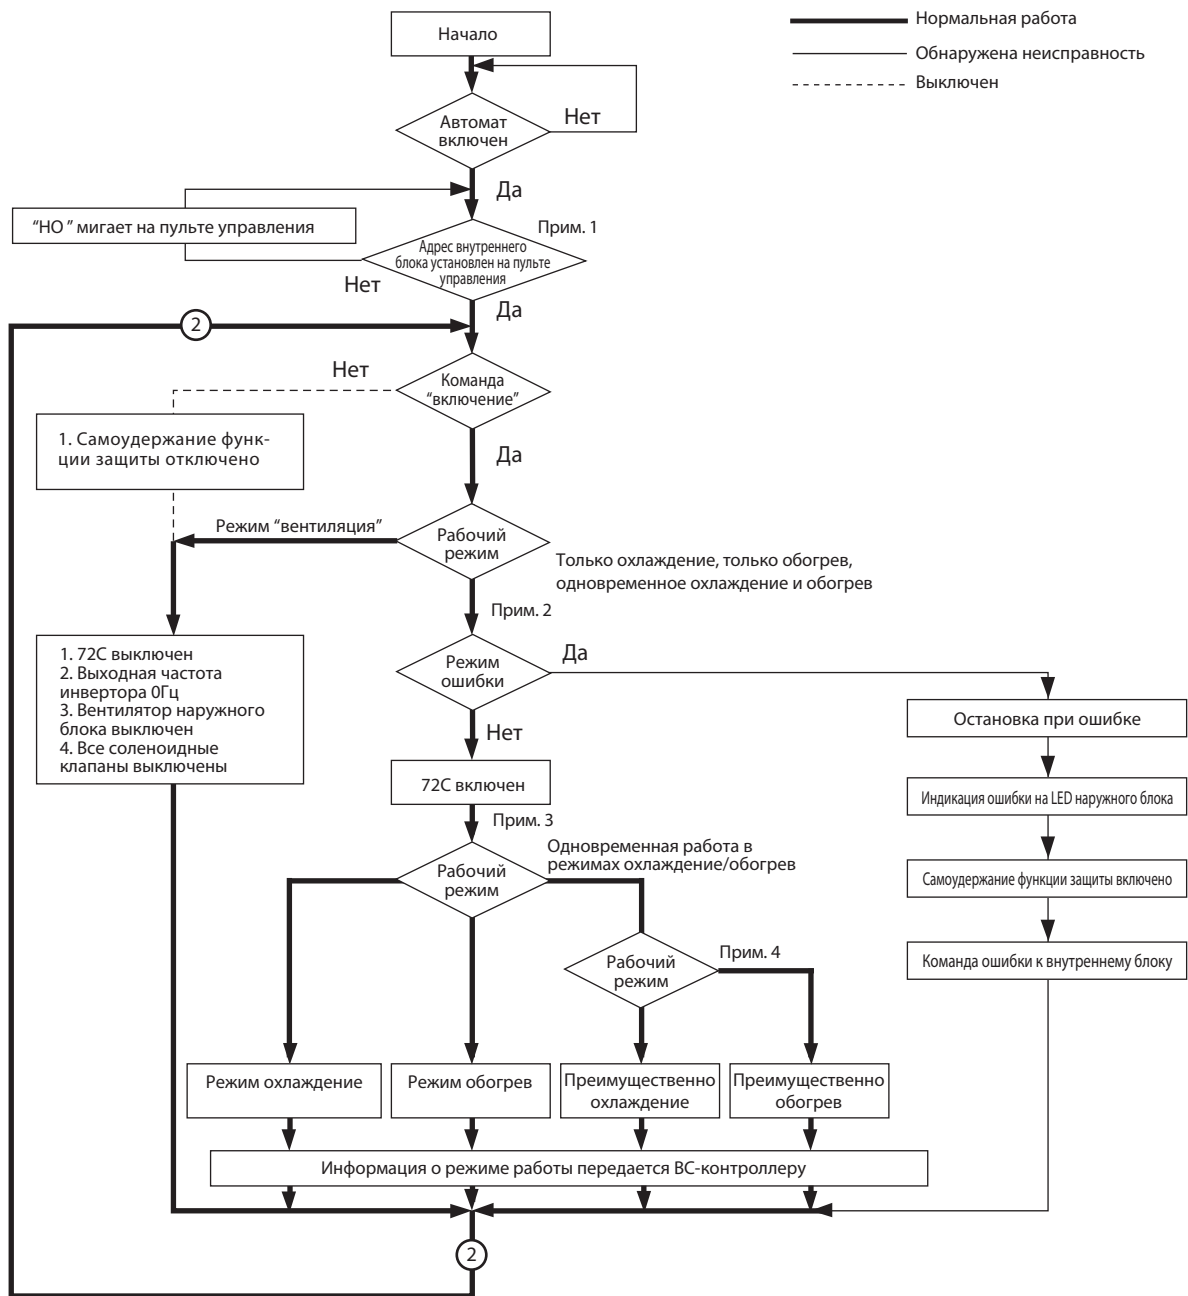 Начало
Нормальная работа
Обнаружена неисправность
Выключен
Автомат
включен
Нет
Да
“HO ” мигает на пульте управления
Прим. 1
Адрес внутреннего
блока установлен на пульте
управления
Нет
Да
2
Нет
Команда
“включение”
1. Самоудержание функ-
ции защиты отключено
Да
Режим “вентиляция”
Рабочий
режим
Только охлаждение, только обогрев,
одновременное охлаждение и обогрев
Прим. 2
1. 72C выключен
2. Выходная частота
инвертора 0Гц
3. Вентилятор наружного
блока выключен
4. Все соленоидные
клапаны выключены
Режим
ошибки
Да
Остановка при ошибке
Нет
72C включен
Индикация ошибки на LED наружного блока
Прим. 3
Одновременная работа в
режимах охлаждение/обогрев
Рабочий
режим
Самоудержание функции защиты включено
Рабочий
режим
Прим. 4
Команда ошибки к внутреннему блоку
Режим охлаждение
Режим обогрев
Преимущественно
охлаждение
Преимущественно
обогрев
Информация о режиме работы передается BC-контроллеру
2